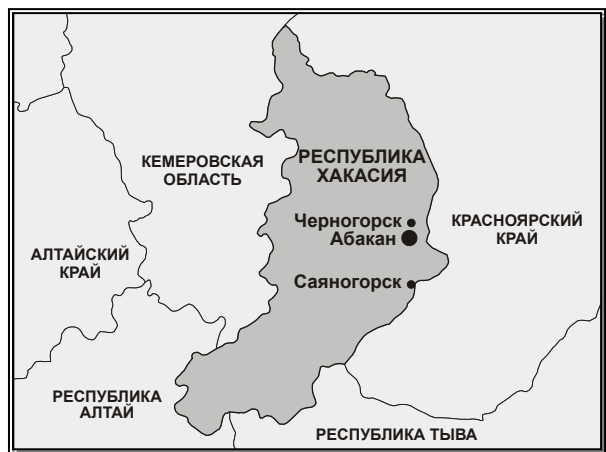 КЕМЕРОВСКАЯ
ОБЛАСТЬ
РЕСПУБЛИКА
ХАКАСИЯ
Черногорск
Абакан
КРАСНОЯРСКИЙ
КРАЙ
АЛТАЙСКИЙ
КРАЙ
Саяногорск
РЕСПУБЛИКА
АЛТАЙ
РЕСПУБЛИКА ТЫВА